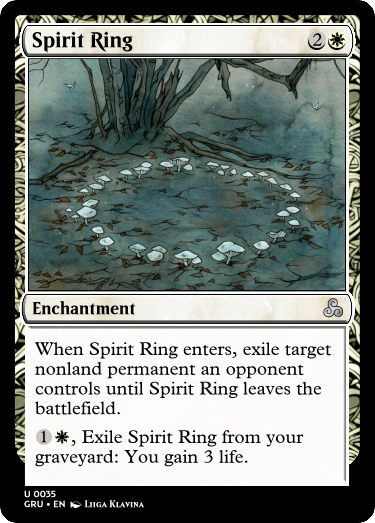 Spirit Ring 2
Enchantment
When Spirit Ring enters, exile target
nonland permanent an opponent
controls until Spirit Ring leaves the
battlefield.
1, Exile Spirit Ring from your
graveyard: You gain 3 life.
U 0035
GRU • EN Liiga Klavina